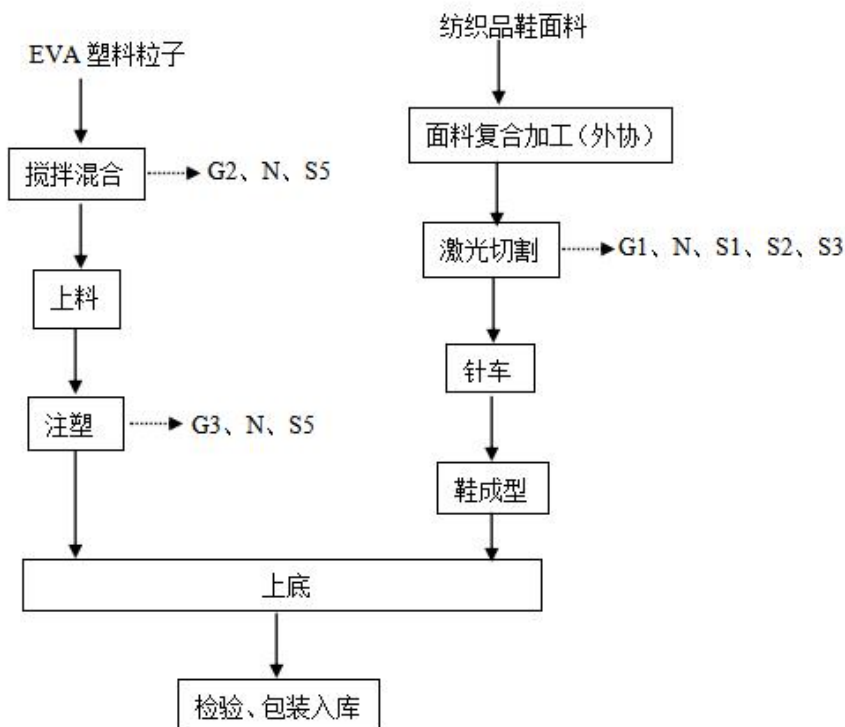 EVA 塑料粒子
搅拌混合
G2、N、S5
上料
注塑
G3、N、S5
纺织品鞋面料
面料复合加工（外协）
激光切割
G1、N、S1、S2、S3
针车
鞋成型
上底
检验、包装入库